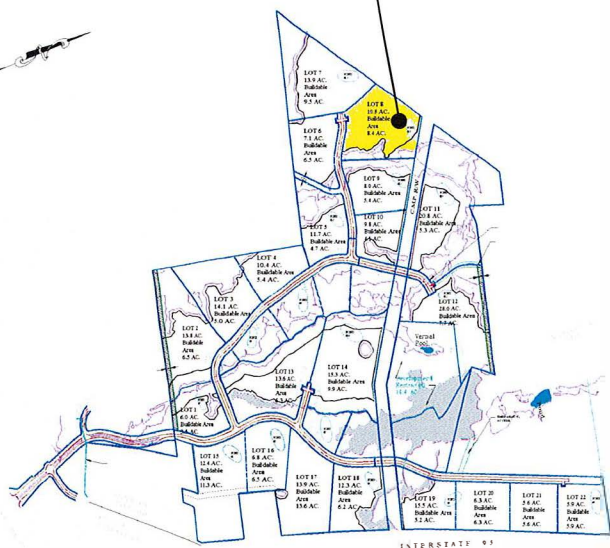 LOT 7
13.9 AC.
Buildable
Area
9.5 AC.
LOT 8
Buildable
Area
8.4 AC.
LOT 6
7.1 AC.
Buildable
Area
6.5 AC.
LOT 9
8.0 AC.
Buildable Area
5.4 AC.
CMP R/W
LOT 11
20.8 AC.
Buildable Area
5.3 AC.
LOT 10
9.8 AC.
Buildable Area
LOT 5
11.7 AC.
Buildable Area
4.7 AC.
LOT 4
10.4 AC.
Buildable Area
5.4 AC.
LOT 3
14.1 AC.
Buildable Area
5.0 AC.
LOT 12
28.0 AC.
Buildable Area
LOT 2
13.8 AC.
Buildable
Area
6.5 AC.
Vernal
Pool
LOT 13
13.6 AC.
Buildable
Area
LOT 14
15.5 AC.
Buildable Area
9.9 AC.
LOT 1
6.0 AC.
Buildable Area
LOT 15
12.4 AC.
Buildable
Area
11.3 AC.
LOT 16
6.8 AC.
Buildable
Area
6.5 AC.
LOT 17
13.9 AC.
Buildable
Area
13.6 AC.
LOT 18
12.3 AC.
Buildable Area
6.2 AC.
LOT 19
15.5 AC.
Buildable Area
5.2 AC.
LOT 20
6.3 AC.
Buildable Area
6.3 AC.
LOT 21
5.6 AC.
Buildable Area
5.6 AC.
LOT 22
5.9 AC.
Buildable Area
5.9 AC.
INTERSTATE 95